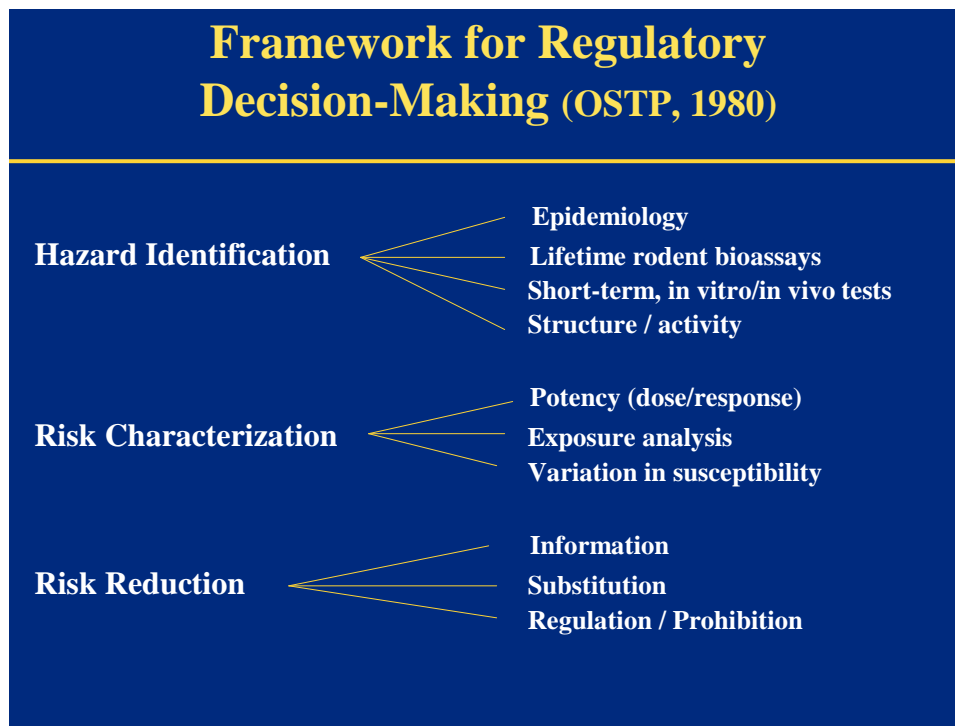 Framework for Regulatory
Decision-Making (OSTP, 1980)
Hazard Identification
Epidemiology
Lifetime rodent bioassays
Short-term, in vitro/in vivo tests
Structure / activity
Risk Characterization
Potency (dose/response)
Exposure analysis
Variation in susceptibility
Risk Reduction
Information
Substitution
Regulation / Prohibition